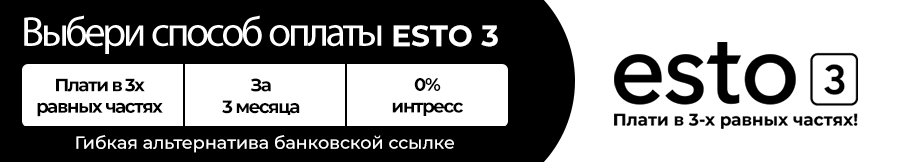 Выбери способ оплаты ESTO 3
Плати в 3х
равных частях
За
3 месяца
0%
интресс
Гибкая альтернатива банковской ссылке
esto 3
Плати в 3-х равных частях!